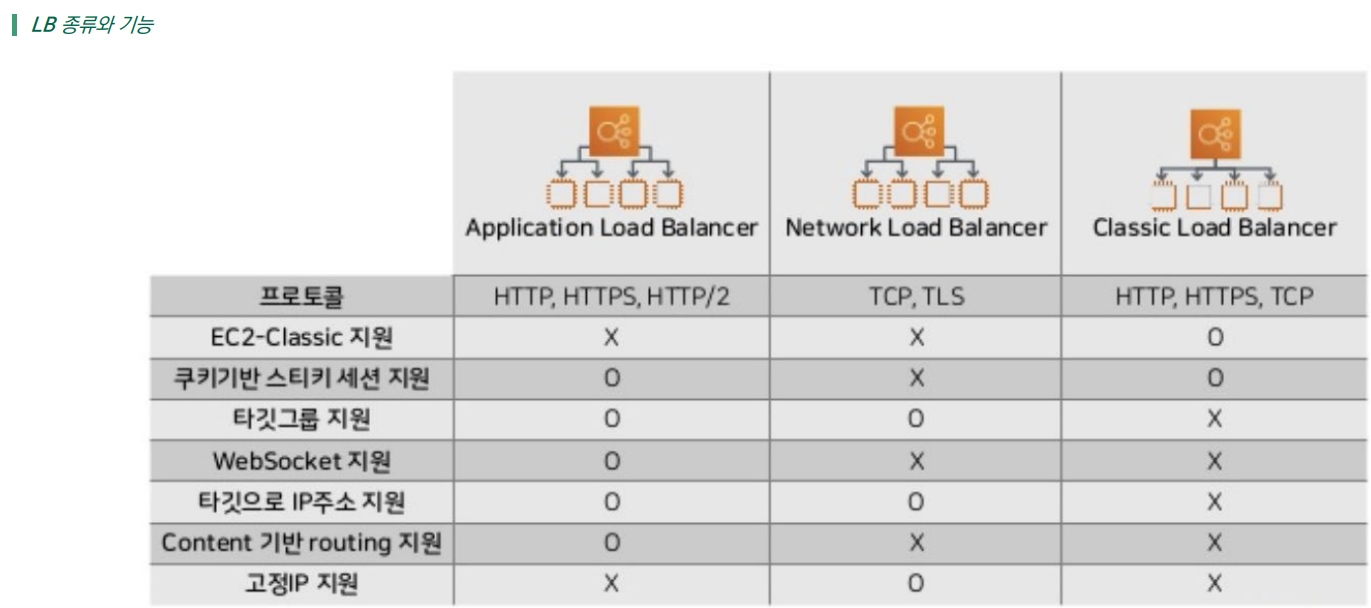 LB 종류와 기능
Application Load Balancer Network Load Balancer Classic Load Balancer
프로토콜 HTTP, HTTPS, HTTP/2 TCP, TLS HTTP, HTTPS, TCP
EC2-Classic 지원 X X O
쿠키기반 스티키 세션 지원 O X O
타깃그룹 지원 O O X
WebSocket 지원 O X X
타깃으로 IP주소 지원 O O X
Content 기반 routing 지원 O X X
고정IP 지원 X O X